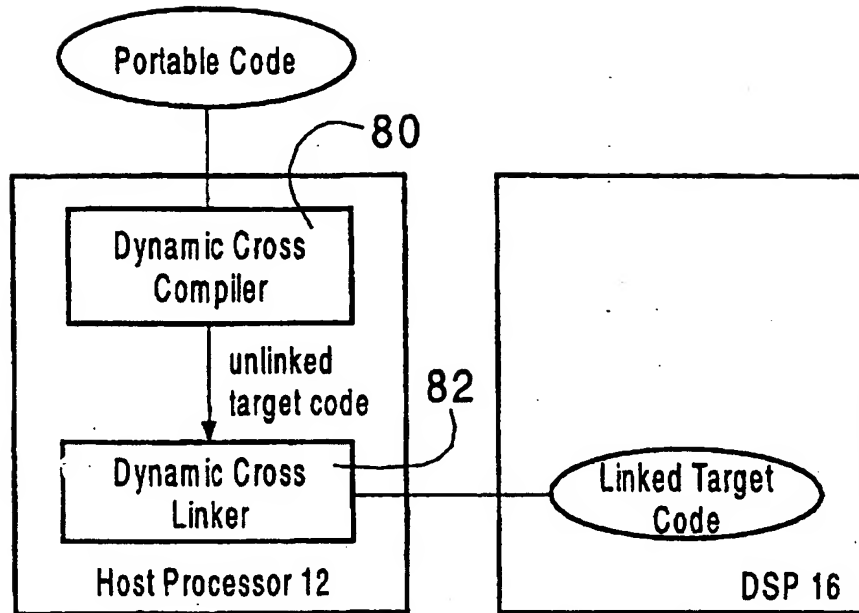 Portable Code
80
Dynamic Cross
Compiler
unlinked
target code
82
Dynamic Cross
Linker
Linked Target
Code
Host Processor 12
DSP 16